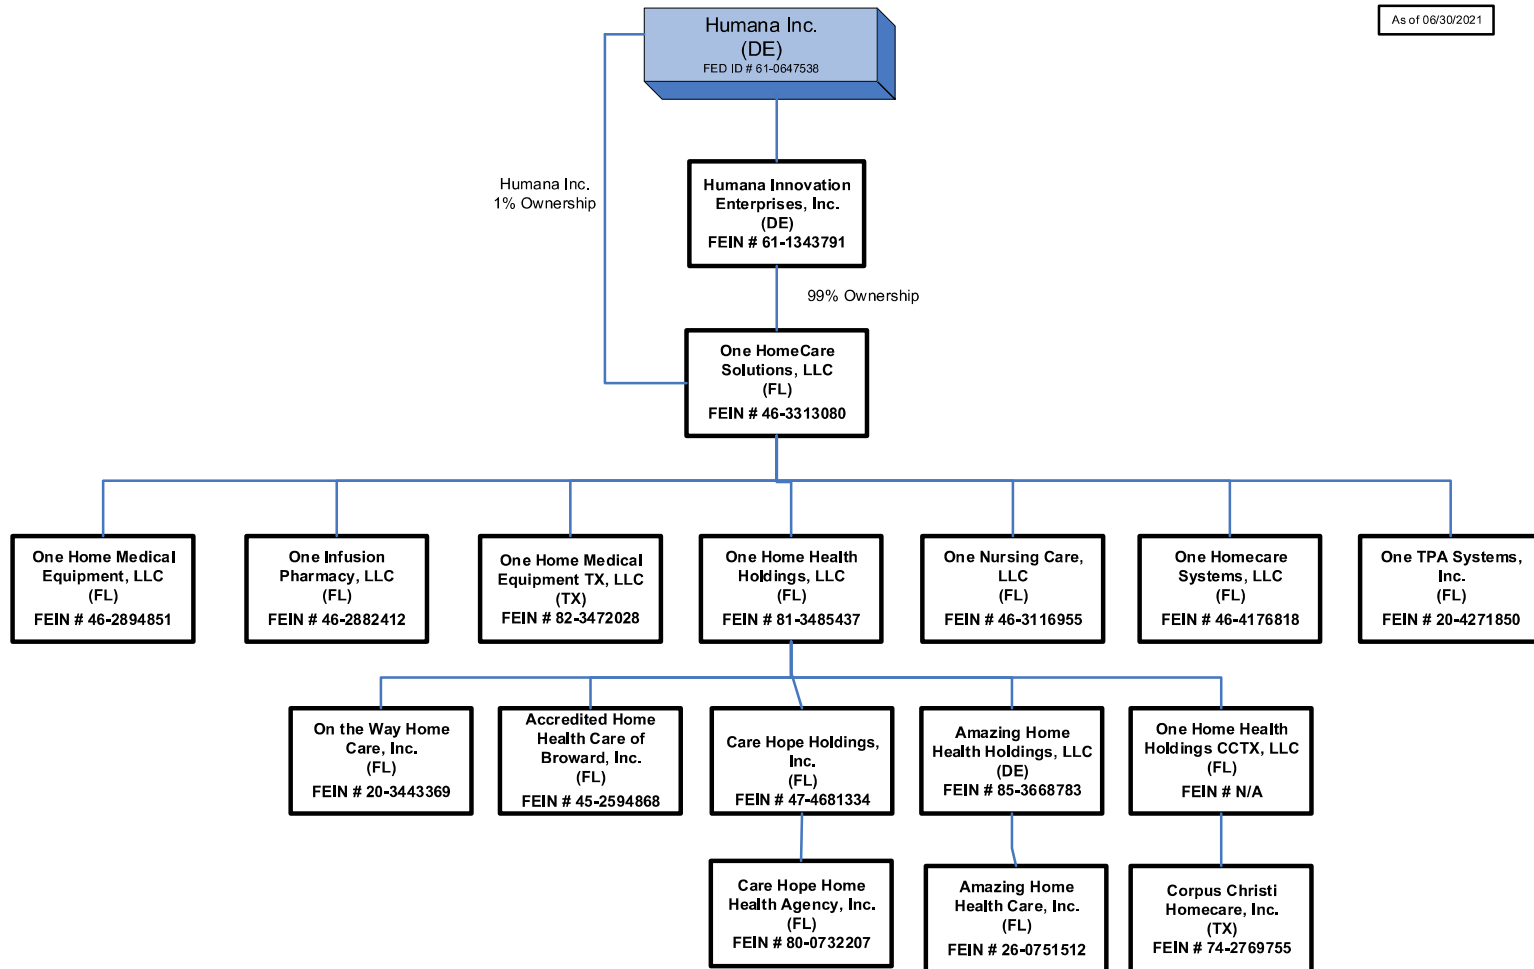 As of 06/30/2021
Humana Inc.
(DE)
FED ID # 61-0647538
Humana Inc.
1% Ownership
Humana Innovation
Enterprises, Inc.
(DE)
FEIN # 61-1343791
99% Ownership
One HomeCare
Solutions, LLC
(FL)
FEIN # 46-3313080
One Home Medical
Equipment, LLC
(FL)
FEIN # 46-2894851
One Infusion
Pharmacy, LLC
(FL)
FEIN # 46-2882412
One Home Medical
Equipment TX, LLC
(TX)
FEIN # 82-3472028
One Home Health
Holdings, LLC
(FL)
FEIN # 81-3485437
One Nursing Care,
LLC
(FL)
FEIN # 46-3116955
One Homecare
Systems, LLC
(FL)
FEIN # 46-4176818
One TPA Systems,
Inc.
(FL)
FEIN # 20-4271850
On the Way Home
Care, Inc.
(FL)
FEIN # 20-3443369
Accredited Home
Health Care of
Broward, Inc.
(FL)
FEIN # 45-2594868
Care Hope Holdings,
Inc.
(FL)
FEIN # 47-4681334
Amazing Home
Health Holdings, LLC
(DE)
FEIN # 85-3668783
One Home Health
Holdings CCTX, LLC
(FL)
FEIN # N/A
Care Hope Home
Health Agency, Inc.
(FL)
FEIN # 80-0732207
Amazing Home
Health Care, Inc.
(FL)
FEIN # 26-0751512
Corpus Christi
Homecare, Inc.
(TX)
FEIN # 74-2769755